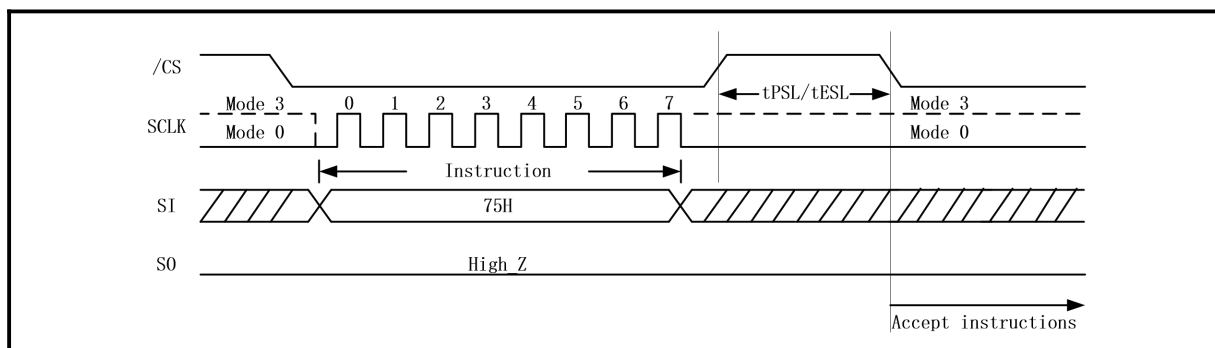 /CS
tPSL/tESL
Mode 3 0 1 2 3 4 5 6 7 Mode 3
SCLK
Mode 0 Mode 0
Instruction
SI 75H
SO High_Z
Accept instructions